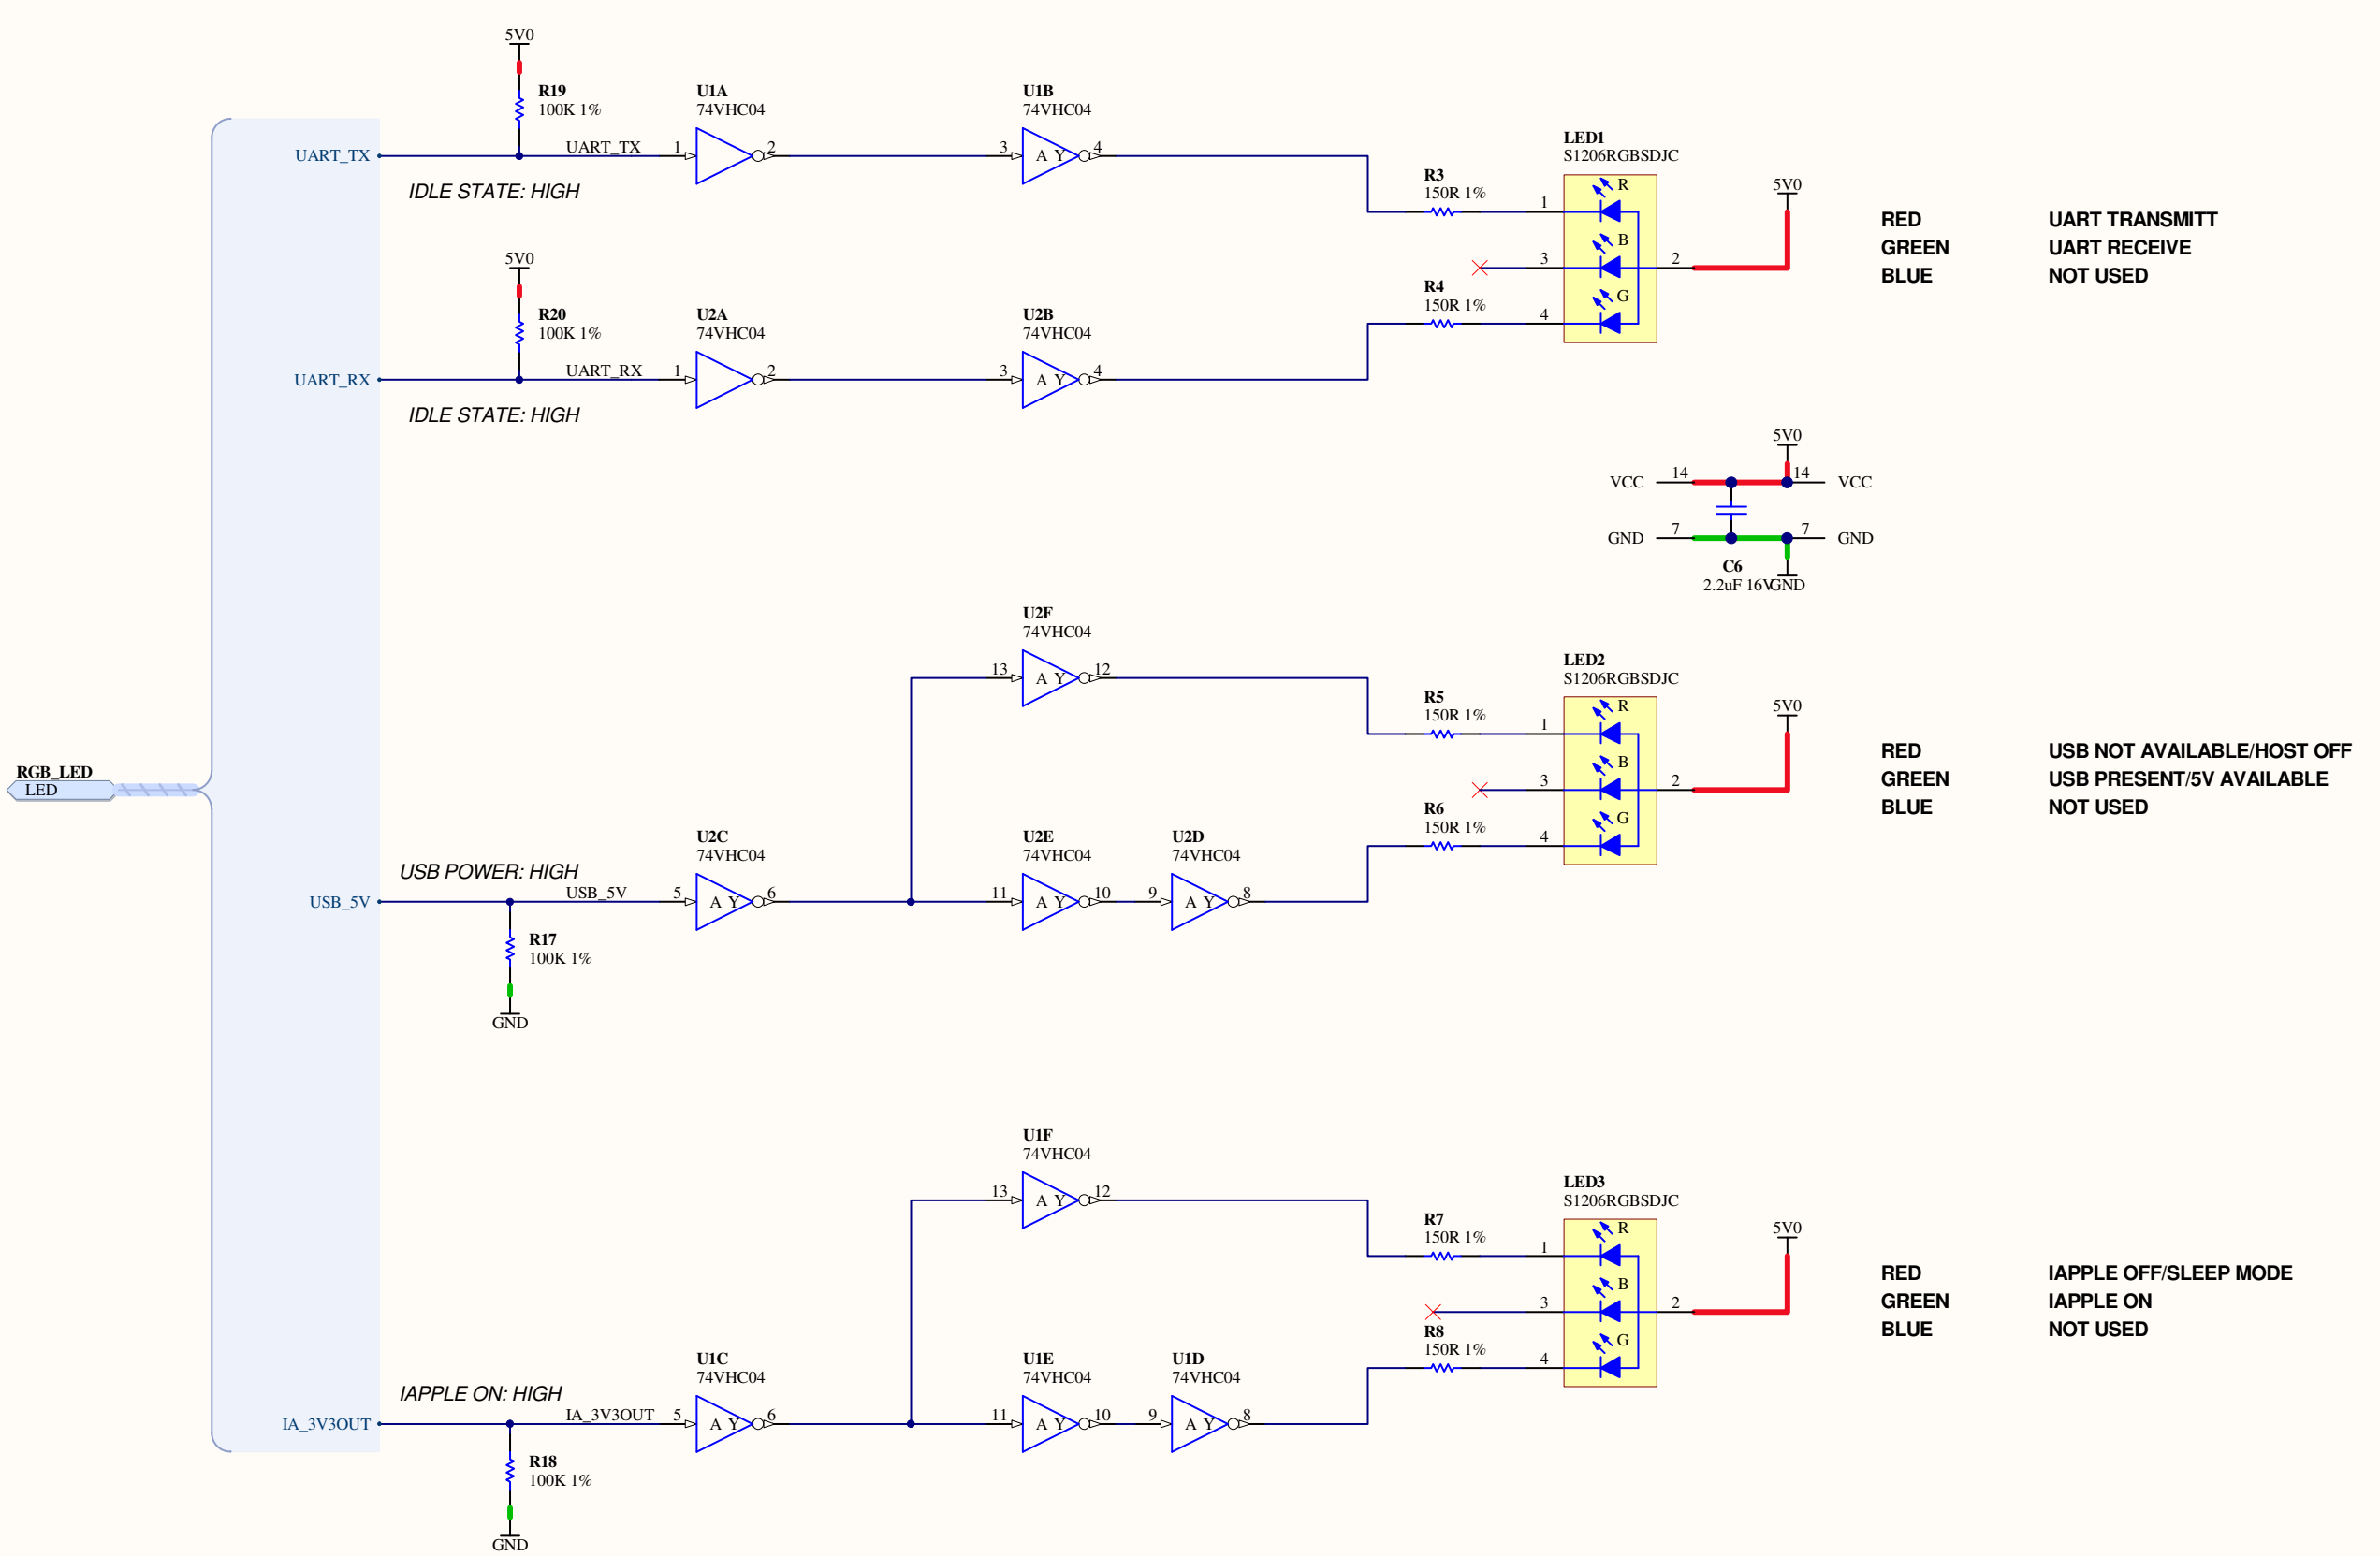 5V0
R19
100K 1%
U1A
74VHC04
U1B
74VHC04
UART_TX
UART_TX
1
2
3
A Y
4
IDLE STATE: HIGH
LED1
S1206RGBSDJC
R3
150R 1%
1
R
3
B
2
R4
150R 1%
4
G
5V0
RED UART TRANSMITT
GREEN UART RECEIVE
BLUE NOT USED
5V0
R20
100K 1%
U2A
74VHC04
U2B
74VHC04
UART_RX
UART_RX
1
2
3
A Y
4
IDLE STATE: HIGH
5V0
VCC 14
14 VCC
GND 7
7 GND
C6
2.2uF 16V
GND
U2F
74VHC04
13
A Y
12
LED2
S1206RGBSDJC
R5
150R 1%
1
R
3
B
2
R6
150R 1%
4
G
5V0
RED USB NOT AVAILABLE/HOST OFF
GREEN USB PRESENT/5V AVAILABLE
BLUE NOT USED
RGB_LED
LED
USB POWER: HIGH
U2C
74VHC04
U2E
74VHC04
U2D
74VHC04
USB_5V
USB_5V
5
A Y
6
11
A Y
10
9
A Y
8
R17
100K 1%
GND
U1F
74VHC04
13
A Y
12
LED3
S1206RGBSDJC
R7
150R 1%
1
R
3
B
2
R8
150R 1%
4
G
5V0
RED IAPPLE OFF/SLEEP MODE
GREEN IAPPLE ON
BLUE NOT USED
IAPPLE ON: HIGH
U1C
74VHC04
U1E
74VHC04
U1D
74VHC04
IA_3V3OUT
IA_3V3OUT
5
A Y
6
11
A Y
10
9
A Y
8
R18
100K 1%
GND